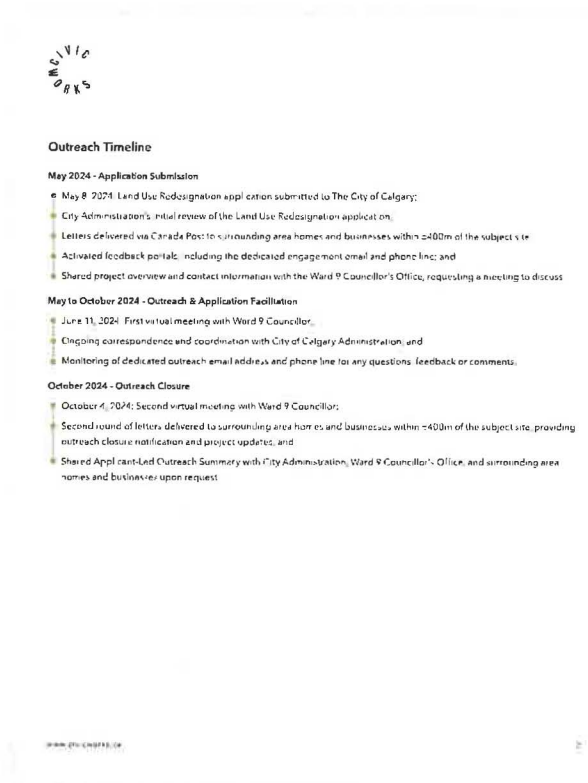 CIVIC
WORKS
Outreach Timeline
May 2024 - Application Submission
May 8, 2024: Land Use Redesignation application submitted to The City of Calgary;
City Administration's initial review of the Land Use Redesignation application;
Letters delivered via Canada Post to surrounding area homes and businesses within ±400m of the subject site
Activated feedback portals, including the dedicated engagement email and phone line; and
Shared project overview and contact information with the Ward 9 Councillor's Office, requesting a meeting to discuss
May to October 2024 - Outreach & Application Facilitation
June 11, 2024: First virtual meeting with Ward 9 Councillor;
Ongoing correspondence and coordination with City of Calgary Administration; and
Monitoring of dedicated outreach email address and phone line for any questions, feedback or comments.
October 2024 - Outreach Closure
October 4, 2024: Second virtual meeting with Ward 9 Councillor;
Second round of letters delivered to surrounding area homes and businesses within ±400m of the subject site, providing
outreach closure notification and project updates; and
Shared Applicant-Led Outreach Summary with City Administration, Ward 9 Councillor's Office, and surrounding area
homes and businesses upon request
www.civicworks.ca